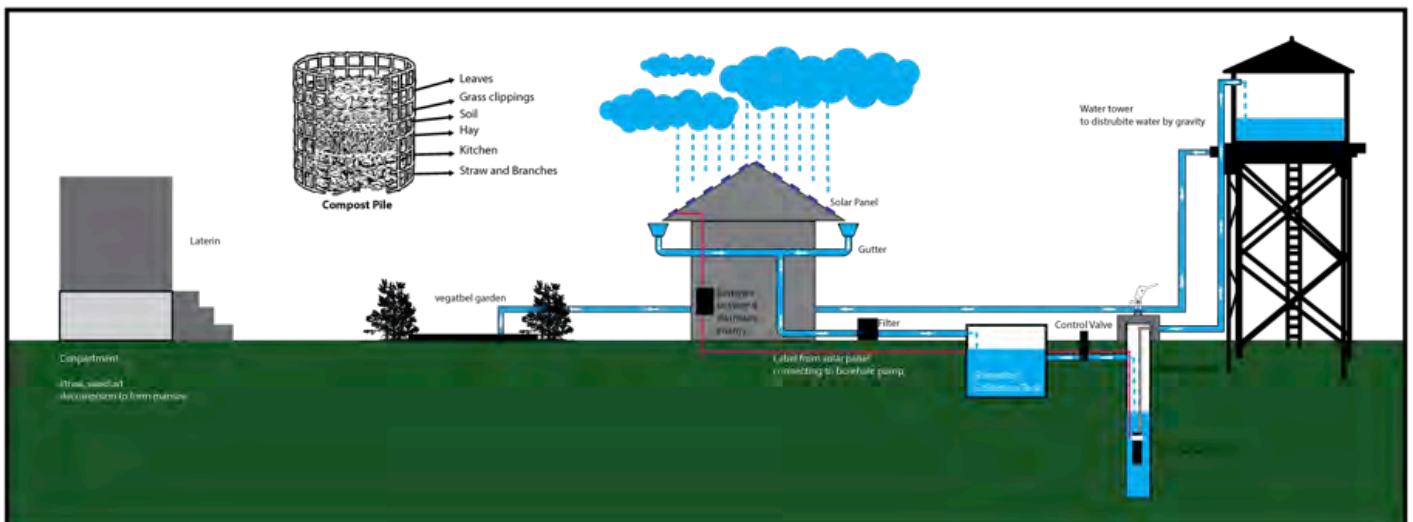 Leaves
Grass clippings
Soil
Hay
Kitchen
Straw and Branches
Compost Pile
Water tower
to distrubite water by gravity
Solar Panel
Laterin
Gutter
vegatbel garden
Filter
Control Valve
Label from solar panel
connecting to borehole pump
Compartment
to form manure